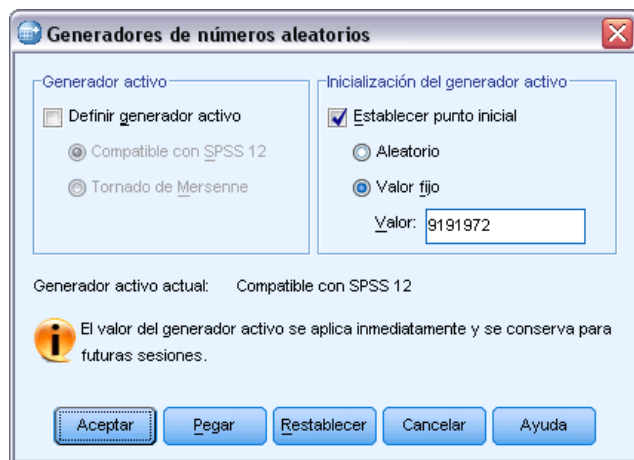 Generadores de números aleatorios
Generador activo
Definir generador activo
Compatible con SPSS 12
Tornado de Mersenne
Inicialización del generador activo
Establecer punto inicial
Aleatorio
Valor fijo
Valor: 9191972
Generador activo actual: Compatible con SPSS 12
El valor del generador activo se aplica inmediatamente y se conserva para
futuras sesiones.
Aceptar Pegar Restablecer Cancelar Ayuda